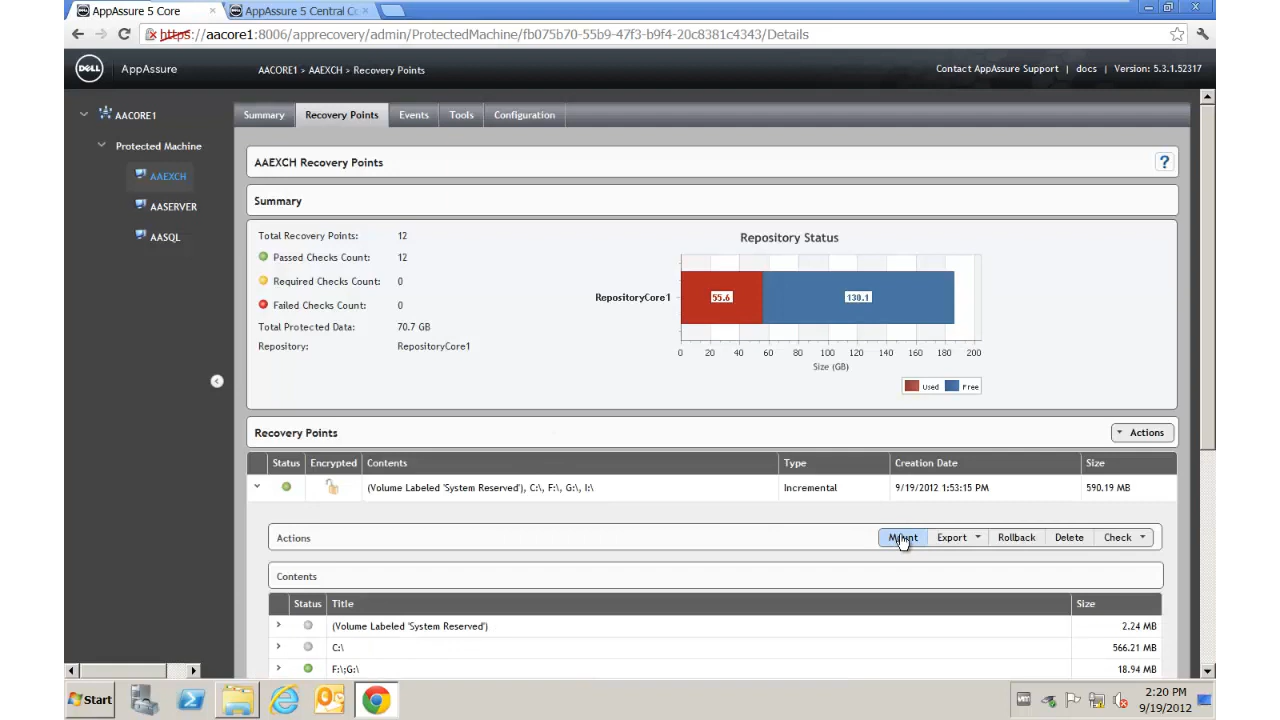 AppAssure 5 Core
AppAssure 5 Central Co
https://aacore1:8006/apprecovery/admin/ProtectedMachine/fb075b70-55b9-47f3-b9f4-20c8381c4343/Details
DELL
AppAssure
AACORE1 > AAEXCH > Recovery Points
Contact AppAssure Support | docs | Version: 5.3.1.52317
AACORE1
Protected Machine
AAEXCH
AASERVER
AASQL
Summary
Recovery Points
Events
Tools
Configuration
AAEXCH Recovery Points
?
Summary
Total Recovery Points: 12
Passed Checks Count: 12
Required Checks Count: 0
Failed Checks Count: 0
Total Protected Data: 70.7 GB
Repository: RepositoryCore1
Repository Status
RepositoryCore1
55.6
130.1
0 20 40 60 80 100 120 140 160 180 200
Size (GB)
Used Free
Recovery Points
Actions
Status Encrypted Contents Type Creation Date Size
(Volume Labeled 'System Reserved'), C:\, F:\, G:\, I:\ Incremental 9/19/2012 1:53:15 PM 590.19 MB
Actions
Mount Export Rollback Delete Check
Contents
Status Title Size
(Volume Labeled 'System Reserved') 2.24 MB
C:\ 566.21 MB
F:\;G:\ 18.94 MB
Start
2:20 PM
9/19/2012